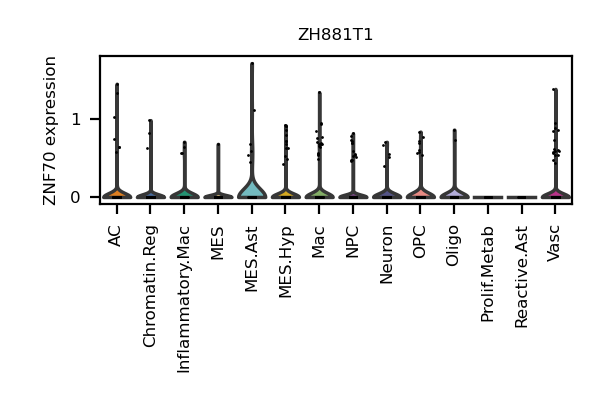 ZH881T1
ZNF70 expression
1
0
AC
Chromatin.Reg
Inflammatory.Mac
MES
MES.Ast
MES.Hyp
Mac
NPC
Neuron
OPC
Oligo
Prolif.Metab
Reactive.Ast
Vasc